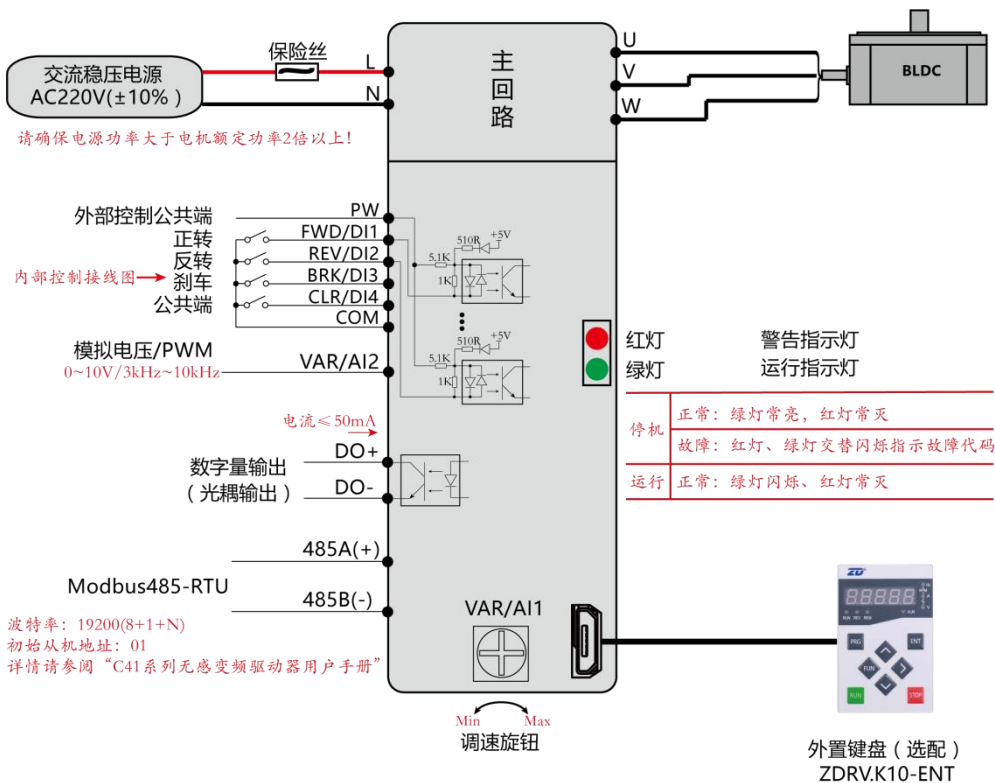 保险丝
交流稳压电源
AC220V(±10%)
L
N
请确保电源功率大于电机额定功率2倍以上!
主
回
路
U
V
W
BLDC
外部控制公共端
PW
正转
FWD/DI1
反转
REV/DI2
内部控制接线图
刹车
BRK/DI3
公共端
CLR/DI4
COM
510R
+5V
5.1K
1K
510R
+5V
5.1K
1K
模拟电压/PWM
0~10V/3kHz~10kHz
VAR/AI2
红灯 警告指示灯
绿灯 运行指示灯
停机
正常: 绿灯常亮, 红灯常灭
故障: 红灯、绿灯交替闪烁指示故障代码
运行
正常: 绿灯闪烁、红灯常灭
电流≤50mA
数字量输出
(光耦输出)
DO+
DO-
Modbus485-RTU
485A(+)
485B(-)
波特率: 19200(8+1+N)
初始从机地址: 01
详情请参阅“C41系列无感变频驱动器用户手册”
VAR/AI1
Min Max
调速旋钮
ZD
88888
PRG
ENT
FUN
RUN
STOP
外置键盘(选配)
ZDRV.K10-ENT